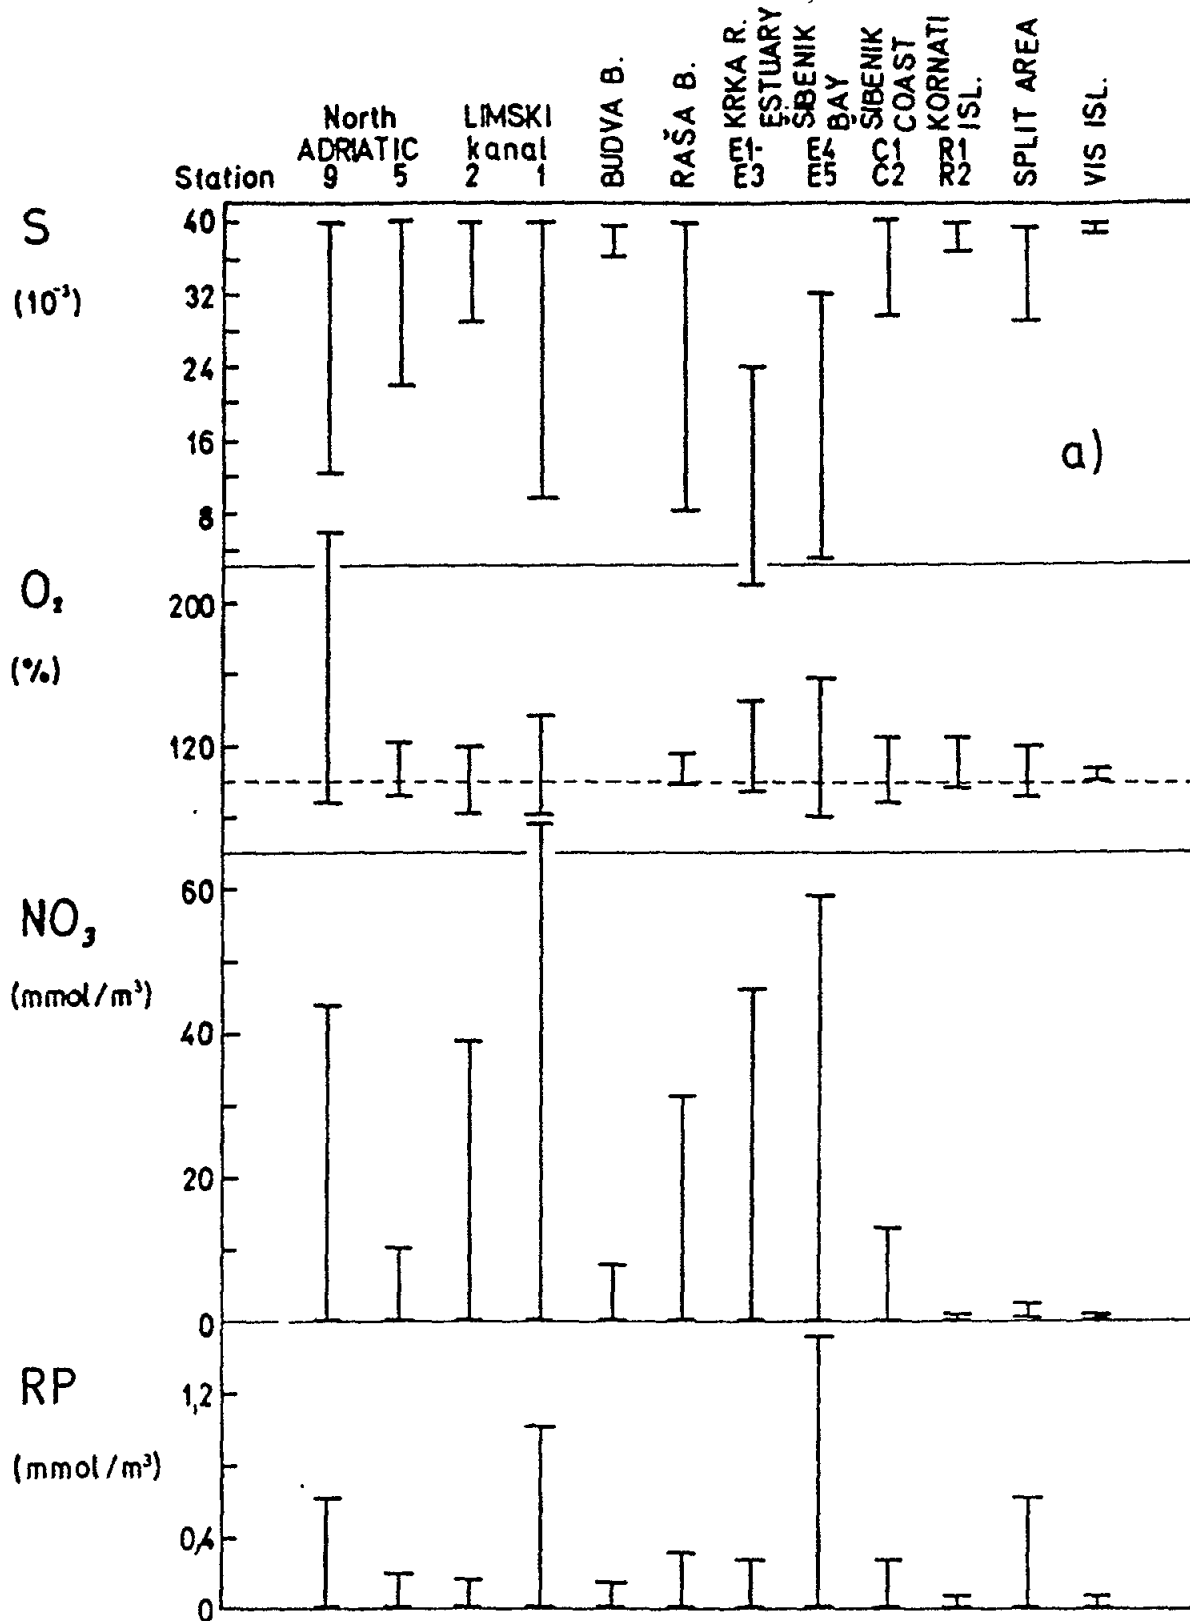 North
ADRIATIC
Station 9 5
LIMSKI
kanal
2 1
BUDVA B.
RAŠA B.
KRKA R.
ESTUARY
E1-
E3
ŠIBENIK
BAY
E4
E5
ŠIBENIK
COAST
C1
C2
KORNATI
ISL.
R1
R2
SPLIT AREA
VIS ISL.
S
(10⁻³)
40
32
24
16
8
a)
O₂
(%)
200
120
NO₃
(mmol/m³)
60
40
20
0
RP
(mmol/m³)
1,2
0,4
0